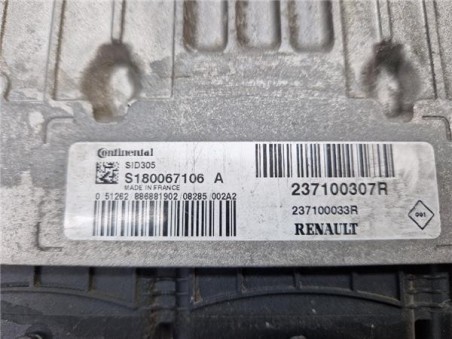 Continental
SID305
S180067106 A
MADE IN FRANCE
0 51262 886881902 08285 002A2
237100307R
237100033R
RENAULT